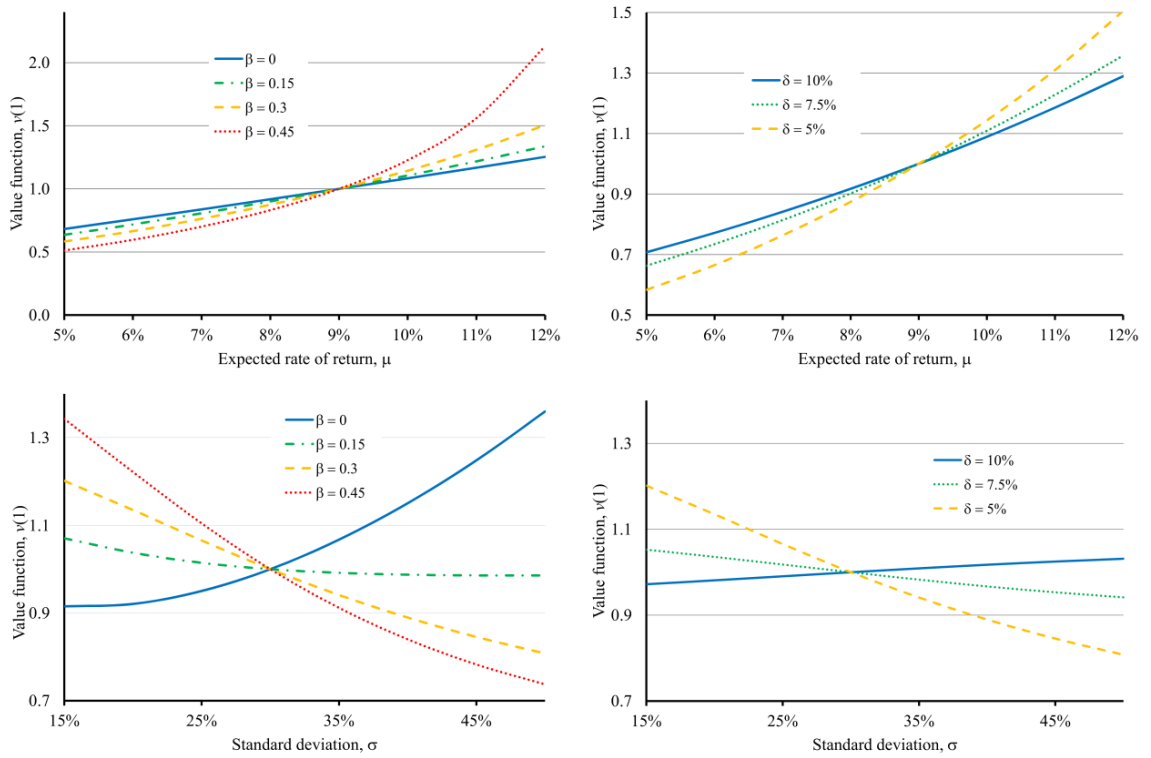 2.0
1.5
1.0
0.5
0.0
Value function, v(1)
β = 0
β = 0.15
β = 0.3
β = 0.45
5% 6% 7% 8% 9% 10% 11% 12%
Expected rate of return, μ
1.5
1.3
1.1
0.9
0.7
0.5
Value function, v(1)
δ = 10%
δ = 7.5%
δ = 5%
5% 6% 7% 8% 9% 10% 11% 12%
Expected rate of return, μ
1.3
1.1
0.9
0.7
Value function, v(1)
β = 0
β = 0.15
β = 0.3
β = 0.45
15% 25% 35% 45%
Standard deviation, σ
1.3
1.1
0.9
0.7
Value function, v(1)
δ = 10%
δ = 7.5%
δ = 5%
15% 25% 35% 45%
Standard deviation, σ